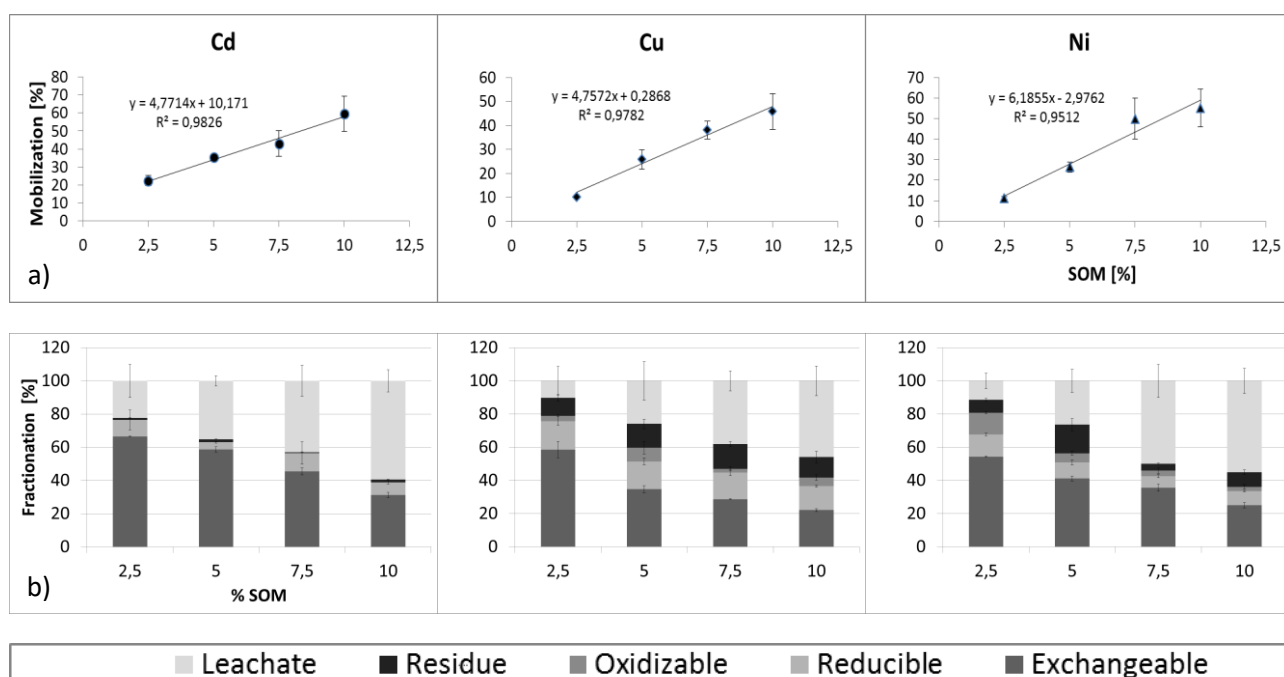 Cd
Cu
Ni
Mobilization [%]
80
70
60
50
40
30
20
10
0
y = 4,7714x + 10,171
R² = 0,9826
0 2,5 5 7,5 10 12,5
60
50
40
30
20
10
0
y = 4,7572x + 0,2868
R² = 0,9782
0 2,5 5 7,5 10 12,5
70
60
50
40
30
20
10
0
y = 6,1855x - 2,9762
R² = 0,9512
0 2,5 5 7,5 10 12,5
SOM [%]
a)
Fractionation [%]
120
100
80
60
40
20
0
2,5 5 7,5 10
% SOM
120
100
80
60
40
20
0
2,5 5 7,5 10
120
100
80
60
40
20
0
2,5 5 7,5 10
b)
Leachate Residue Oxidizable Reducible Exchangeable